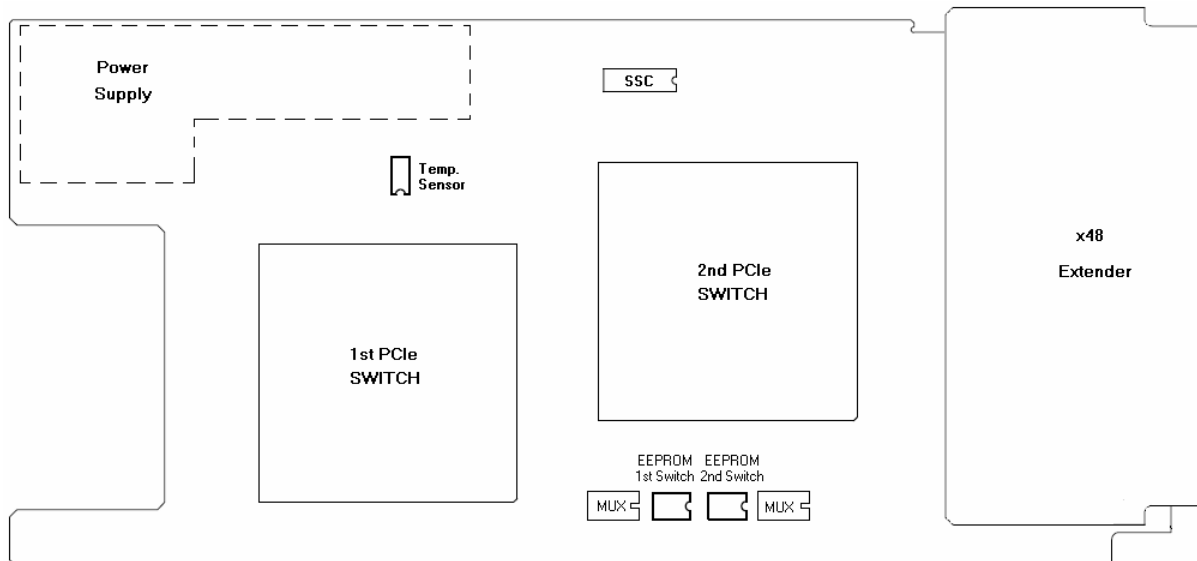 Power
Supply
SSC
Temp.
Sensor
2nd PCIe
SWITCH
x48
Extender
1st PCIe
SWITCH
EEPROM EEPROM
1st Switch 2nd Switch
MUX
MUX